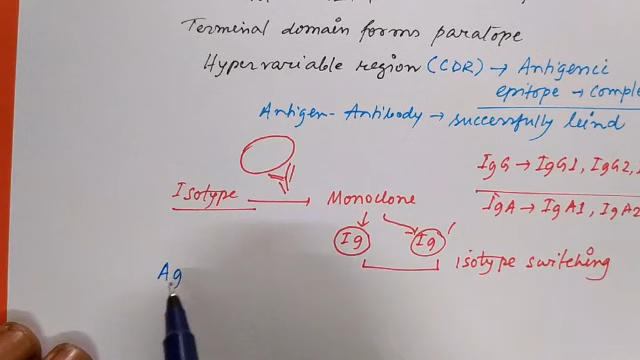 Terminal domain forms paratope
Hypervariable region (CDR) → Antigenci
epitope → Comple
Antigen-Antibody → successfully bind
IgG → IgG1, IgG2, I
Isotype → Monoclone
IgA → IgA1, IgA2
Ig Ig
isotype switching
Ag